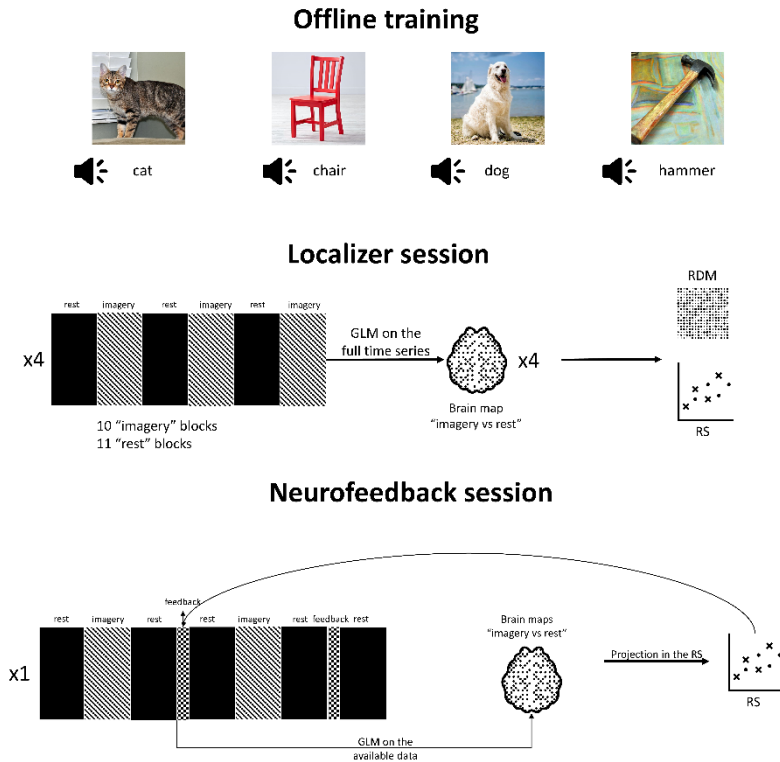 Offline training
cat
chair
dog
hammer
Localizer session
rest imagery rest imagery rest imagery
x4
GLM on the
full time series
x4
Brain map
"imagery vs rest"
10 "imagery" blocks
11 "rest" blocks
RDM
RS
Neurofeedback session
feedback
rest imagery rest rest imagery rest feedback rest
x1
Brain maps
"imagery vs rest"
Projection in the RS
RS
GLM on the
available data